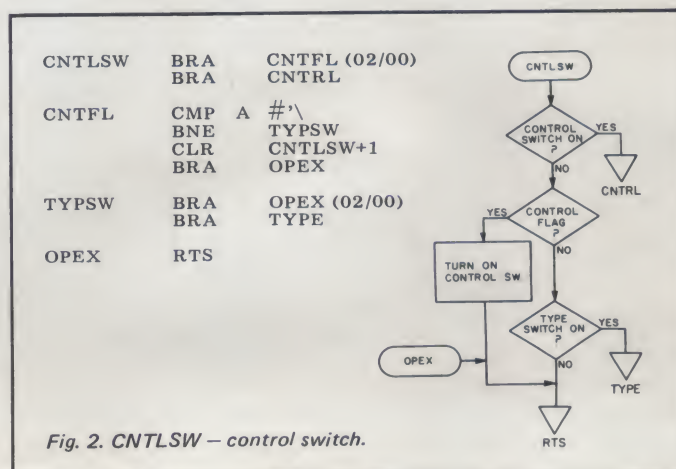 CNTLSW BRA CNTFL (02/00)
BRA CNTRL
CNTFL CMP A #'\
BNE TYPSW
CLR CNTLSW+1
BRA OPEX
TYPSW BRA OPEX (02/00)
BRA TYPE
OPEX RTS
CNTLSW
CONTROL
SWITCH ON
?
YES
CNTRL
NO
CONTROL
FLAG
?
YES
NO
TURN ON
CONTROL SW.
TYPE
SWITCH ON
?
YES
TYPE
NO
OPEX
RTS
Fig. 2. CNTLSW — control switch.